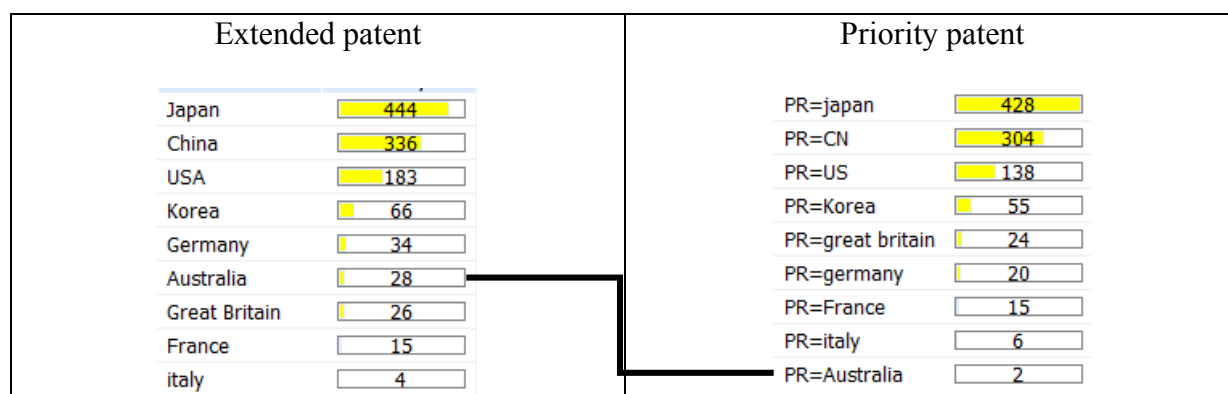 Extended patent
Japan 444
China 336
USA 183
Korea 66
Germany 34
Australia 28
Great Britain 26
France 15
italy 4
Priority patent
PR=japan 428
PR=CN 304
PR=US 138
PR=Korea 55
PR=great britain 24
PR=germany 20
PR=France 15
PR=italy 6
PR=Australia 2